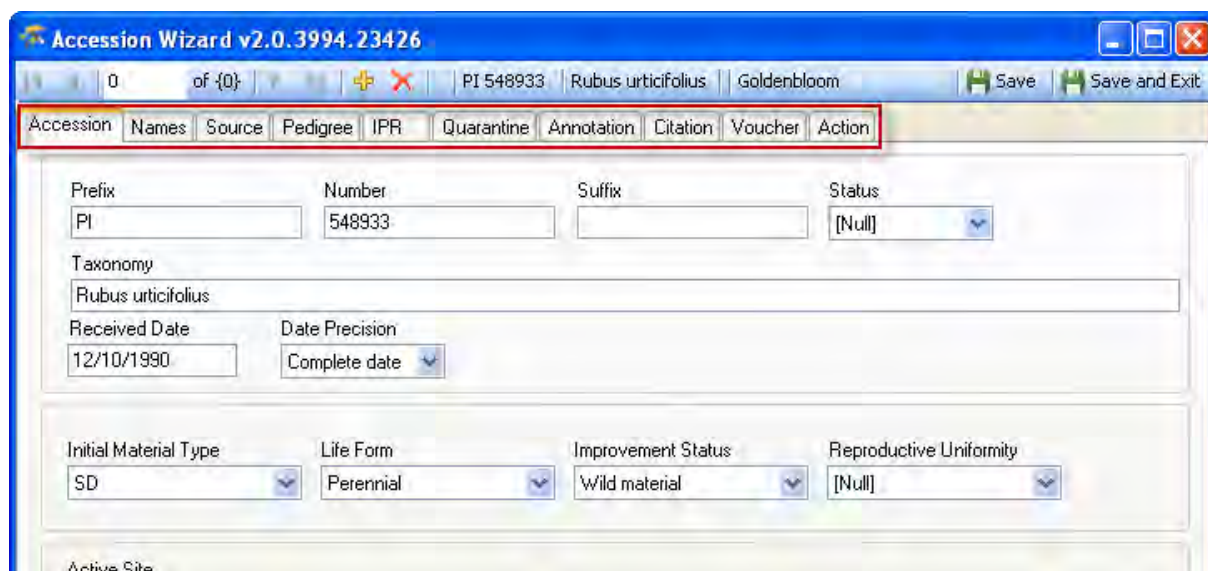 Accession Wizard v2.0.3994.23426
0 of {0} PI 548933 Rubus urticifolius Goldenbloom Save Save and Exit
Accession Names Source Pedigree IPR Quarantine Annotation Citation Voucher Action
Prefix Number Suffix Status
PI 548933 [Null]
Taxonomy
Rubus urticifolius
Received Date Date Precision
12/10/1990 Complete date
Initial Material Type Life Form Improvement Status Reproductive Uniformity
SD Perennial Wild material [Null]
Active Site